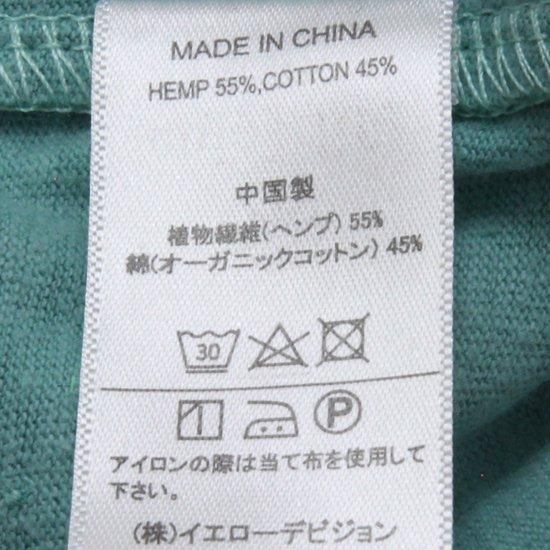 MADE IN CHINA
HEMP 55%,COTTON 45%
中国製
植物繊維(ヘンプ) 55%
綿(オーガニックコットン) 45%
30
P
アイロンの際は当て布を使用して
下さい。
(株)イエローデビジョン